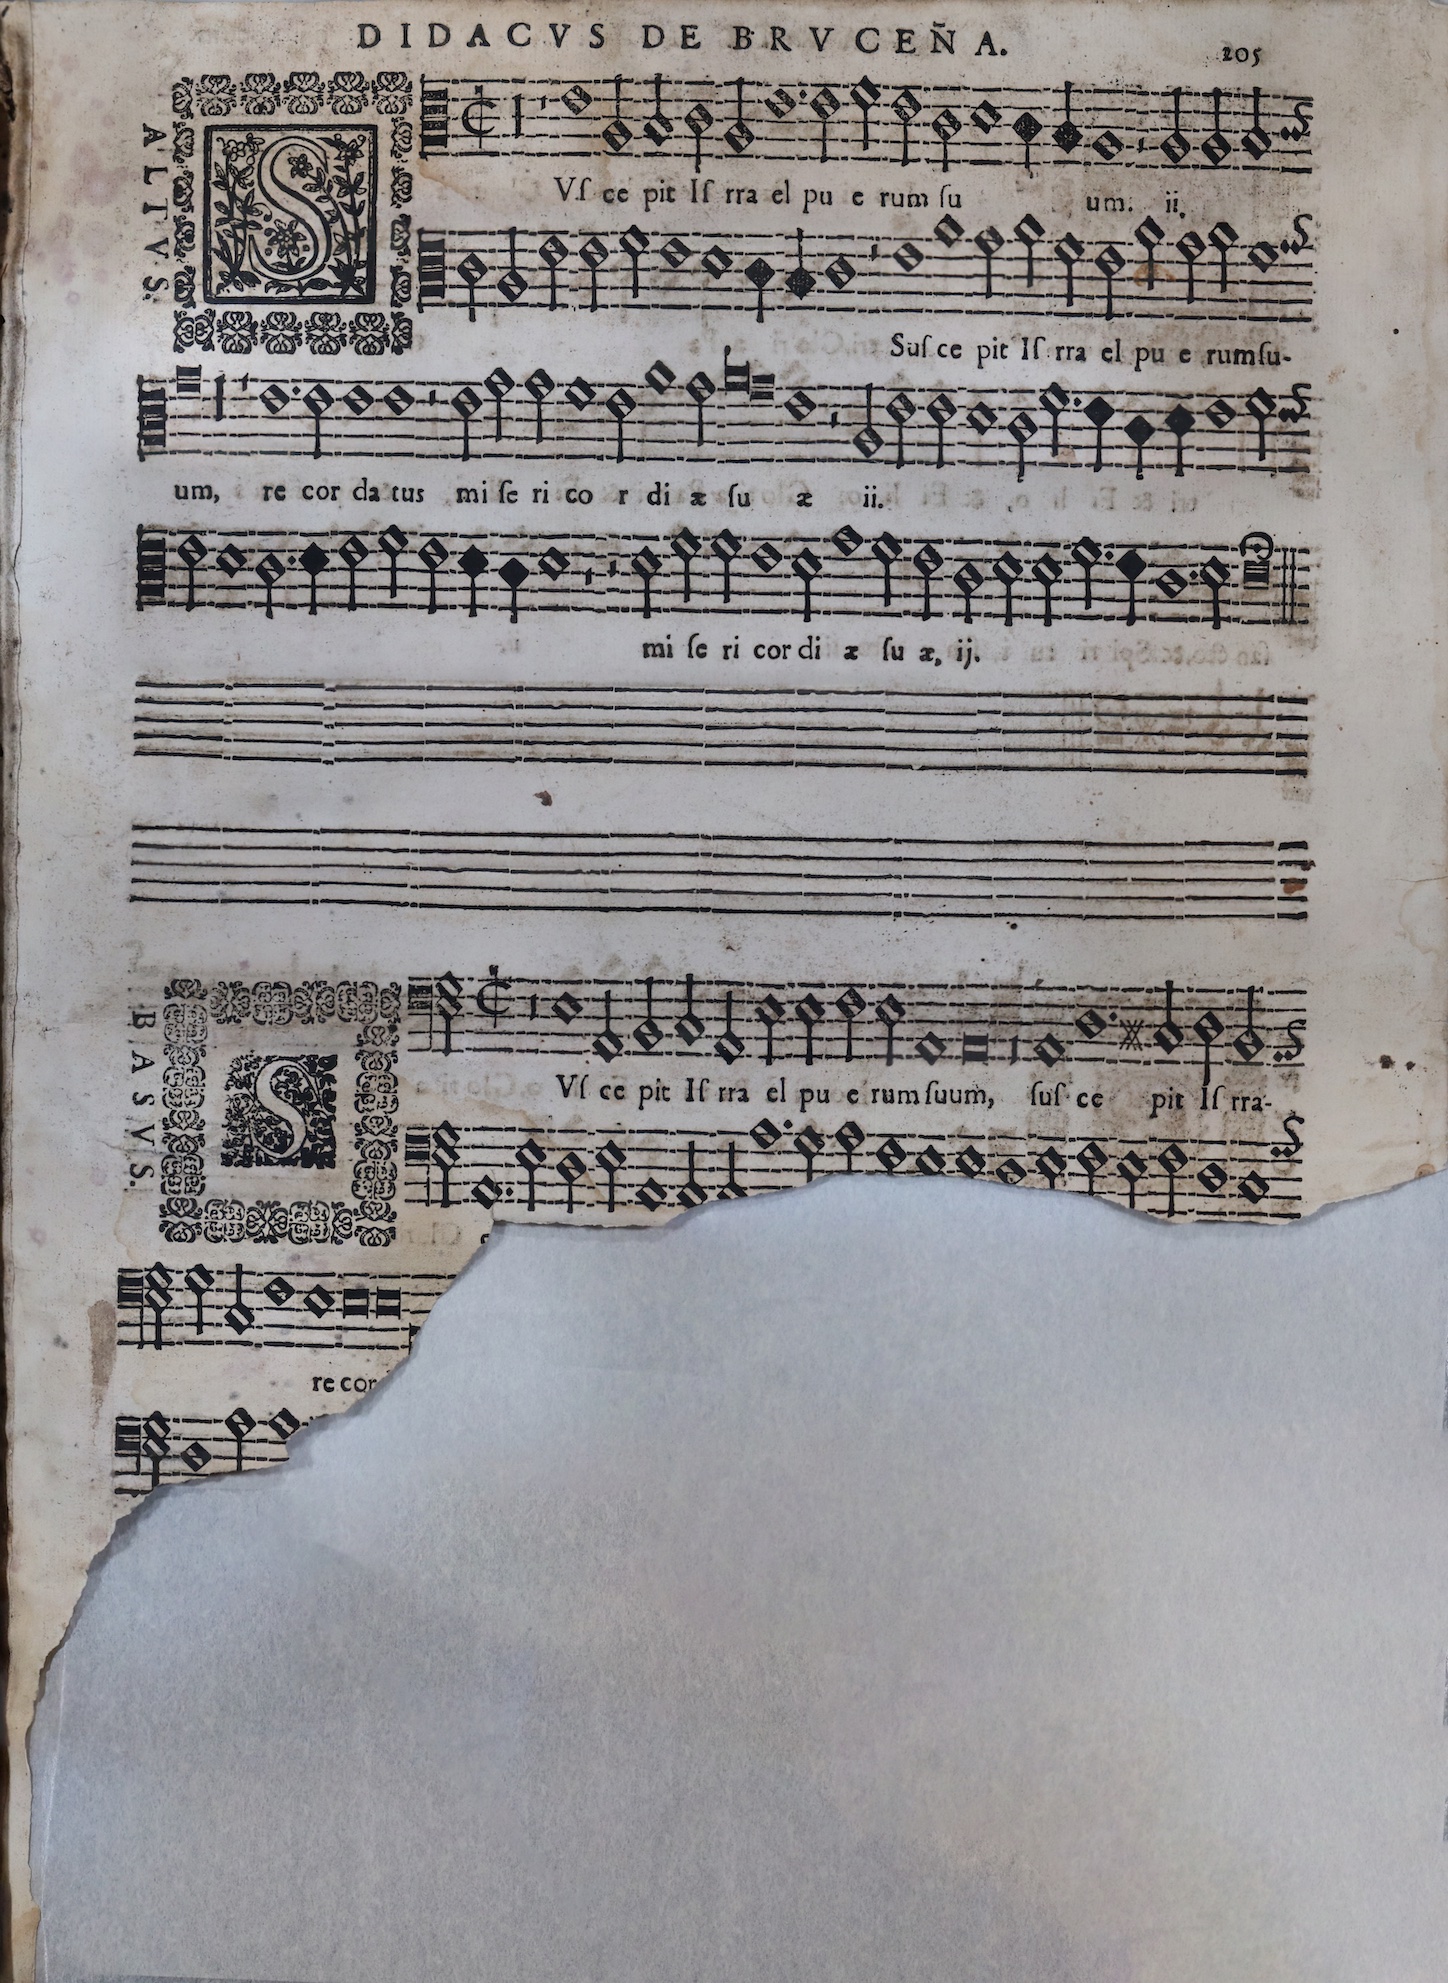 DIDACVS DE BRVCEÑA.
205
ALTVS.
S
Vſ ce pit Iſ rra el pu e rum ſu um. ii.
Suſ ce pit Iſ rra el pu e rumſu-
um, re cor da tus mi ſe ri co r di æ ſu æ ii.
mi ſe ri cor di æ ſu æ, ij.
BASVS.
S
Vſ ce pit Iſ rra el pu e rumſuum, ſuſ ce pit Iſ rra-
re cor